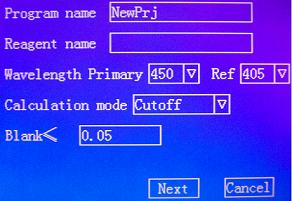 Program name NewPrj
Reagent name
Wavelength Primary 450 Ref 405
Calculation mode Cutoff
Blank≤ 0.05
Next Cancel